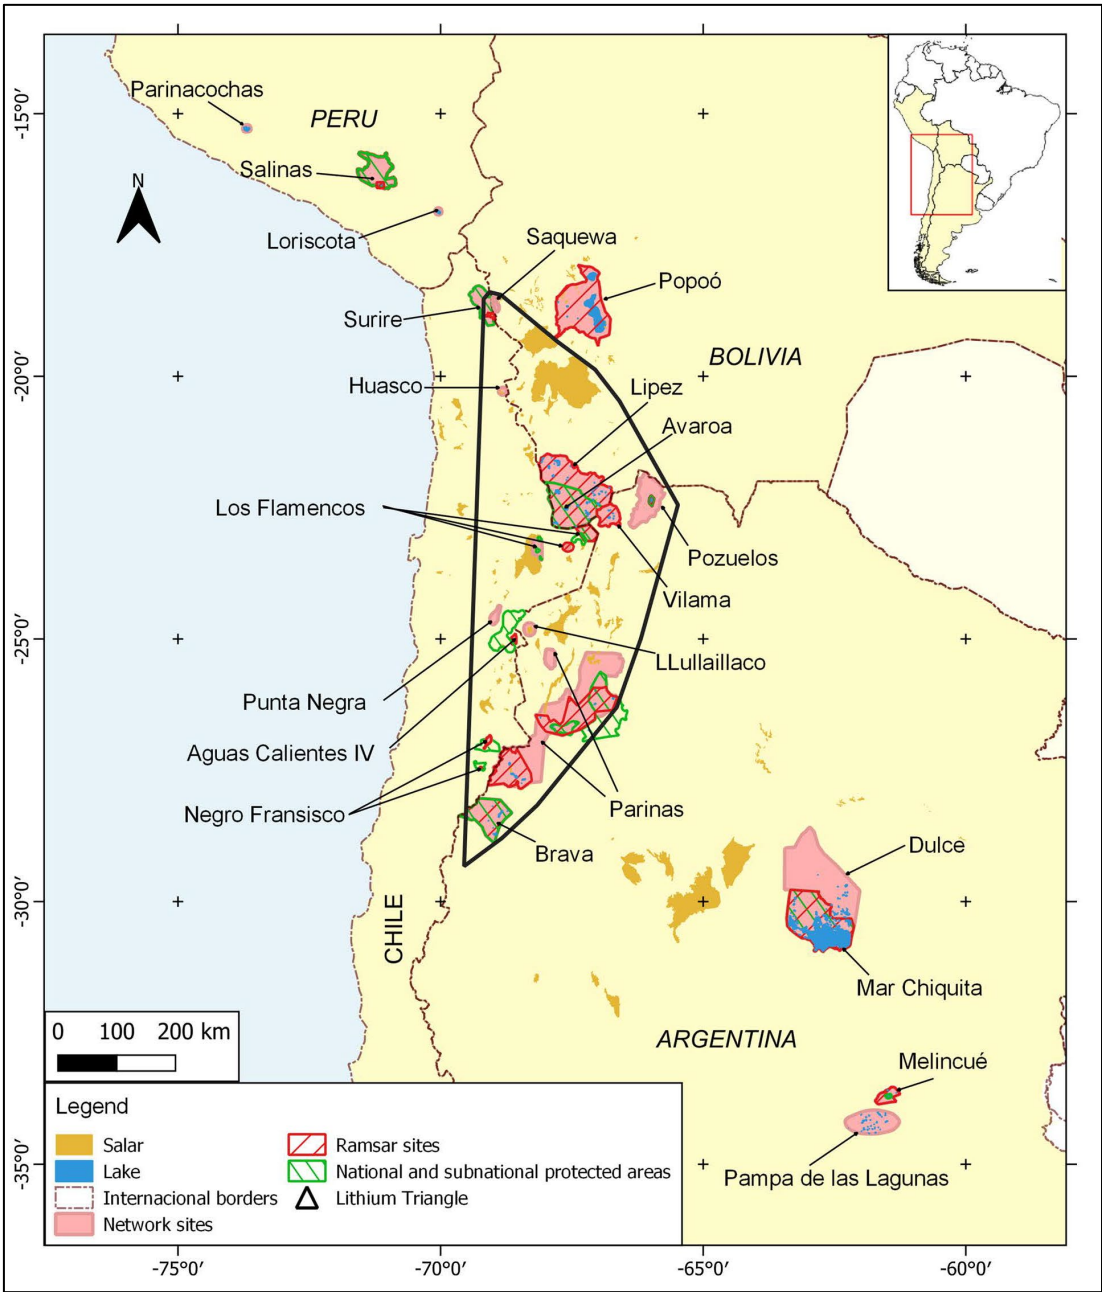 Parinacochas
PERU
Salinas
N
Loriscota
Saquewa
Popoó
Surire
BOLIVIA
Huasco
Lipez
Avaroa
Los Flamencos
Pozuelos
Vilama
LLullaillaco
Punta Negra
Aguas Calientes IV
Negro Fransisco
Parinas
Brava
Dulce
CHILE
Mar Chiquita
ARGENTINA
Melincué
Pampa de las Lagunas
0 100 200 km
Legend
Salar
Lake
Internacional borders
Network sites
Ramsar sites
National and subnational protected areas
Lithium Triangle
-15°0′
-20°0′
-25°0′
-30°0′
-35°0′
-75°0′ -70°0′ -65°0′ -60°0′